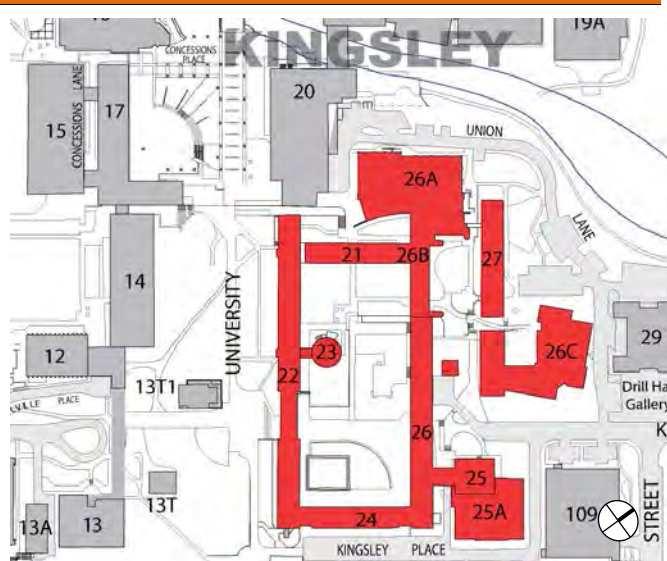 KINGSLEY
19A
CONCESSIONS
PLACE
20
15
CONCESSIONS
LANE
17
UNION
LANE
26A
21
26B
27
14
UNIVERSITY
12
23
26C
29
13T1
22
Drill Ha
Gallery
PLACE
26
K
13T
25
13A
13
24
25A
109
STREET
KINGSLEY PLACE